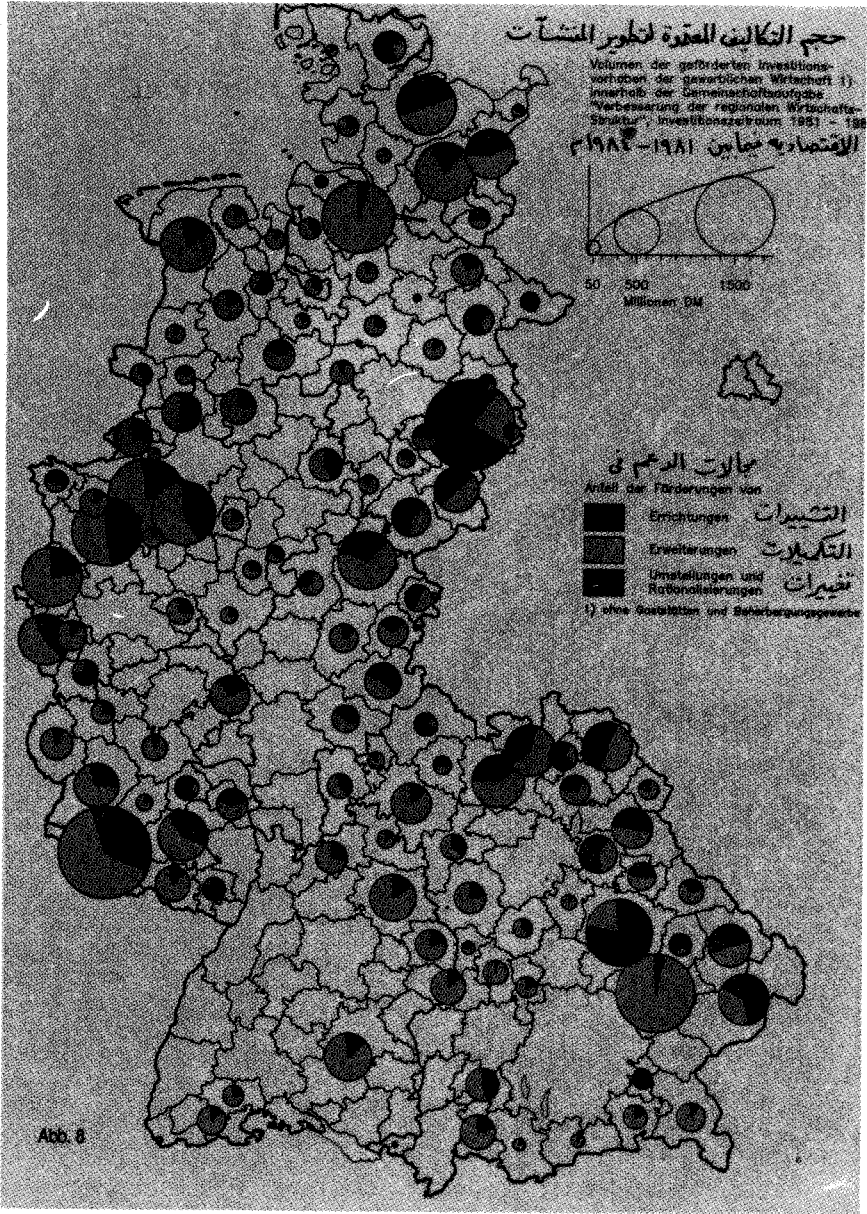 حجم التكاليف المقدرة لتطوير المنشآت
Volumen der geförderten Investitions-
vorhaben der gewerblichen Wirtschaft 1)
innerhalb der Gemeinschaftsaufgabe
"Verbesserung der regionalen Wirtschafts-
Struktur", Investitionszeitraum 1981 - 198
الاقتصاديه فيما بين ١٩٨١-١٩٨٤م
50 500 1500
Millionen DM
مجالات الدعم في
Anteil der Förderungen von
Errichtungen التشييدات
Erweiterungen التكميلات
Umstellungen und
Rationalisierungen تغييرات
1) ohne Gaststätten und Beherbergungsgewerbe
Abb. 8